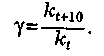 γ = k_{t+10} / k_t.